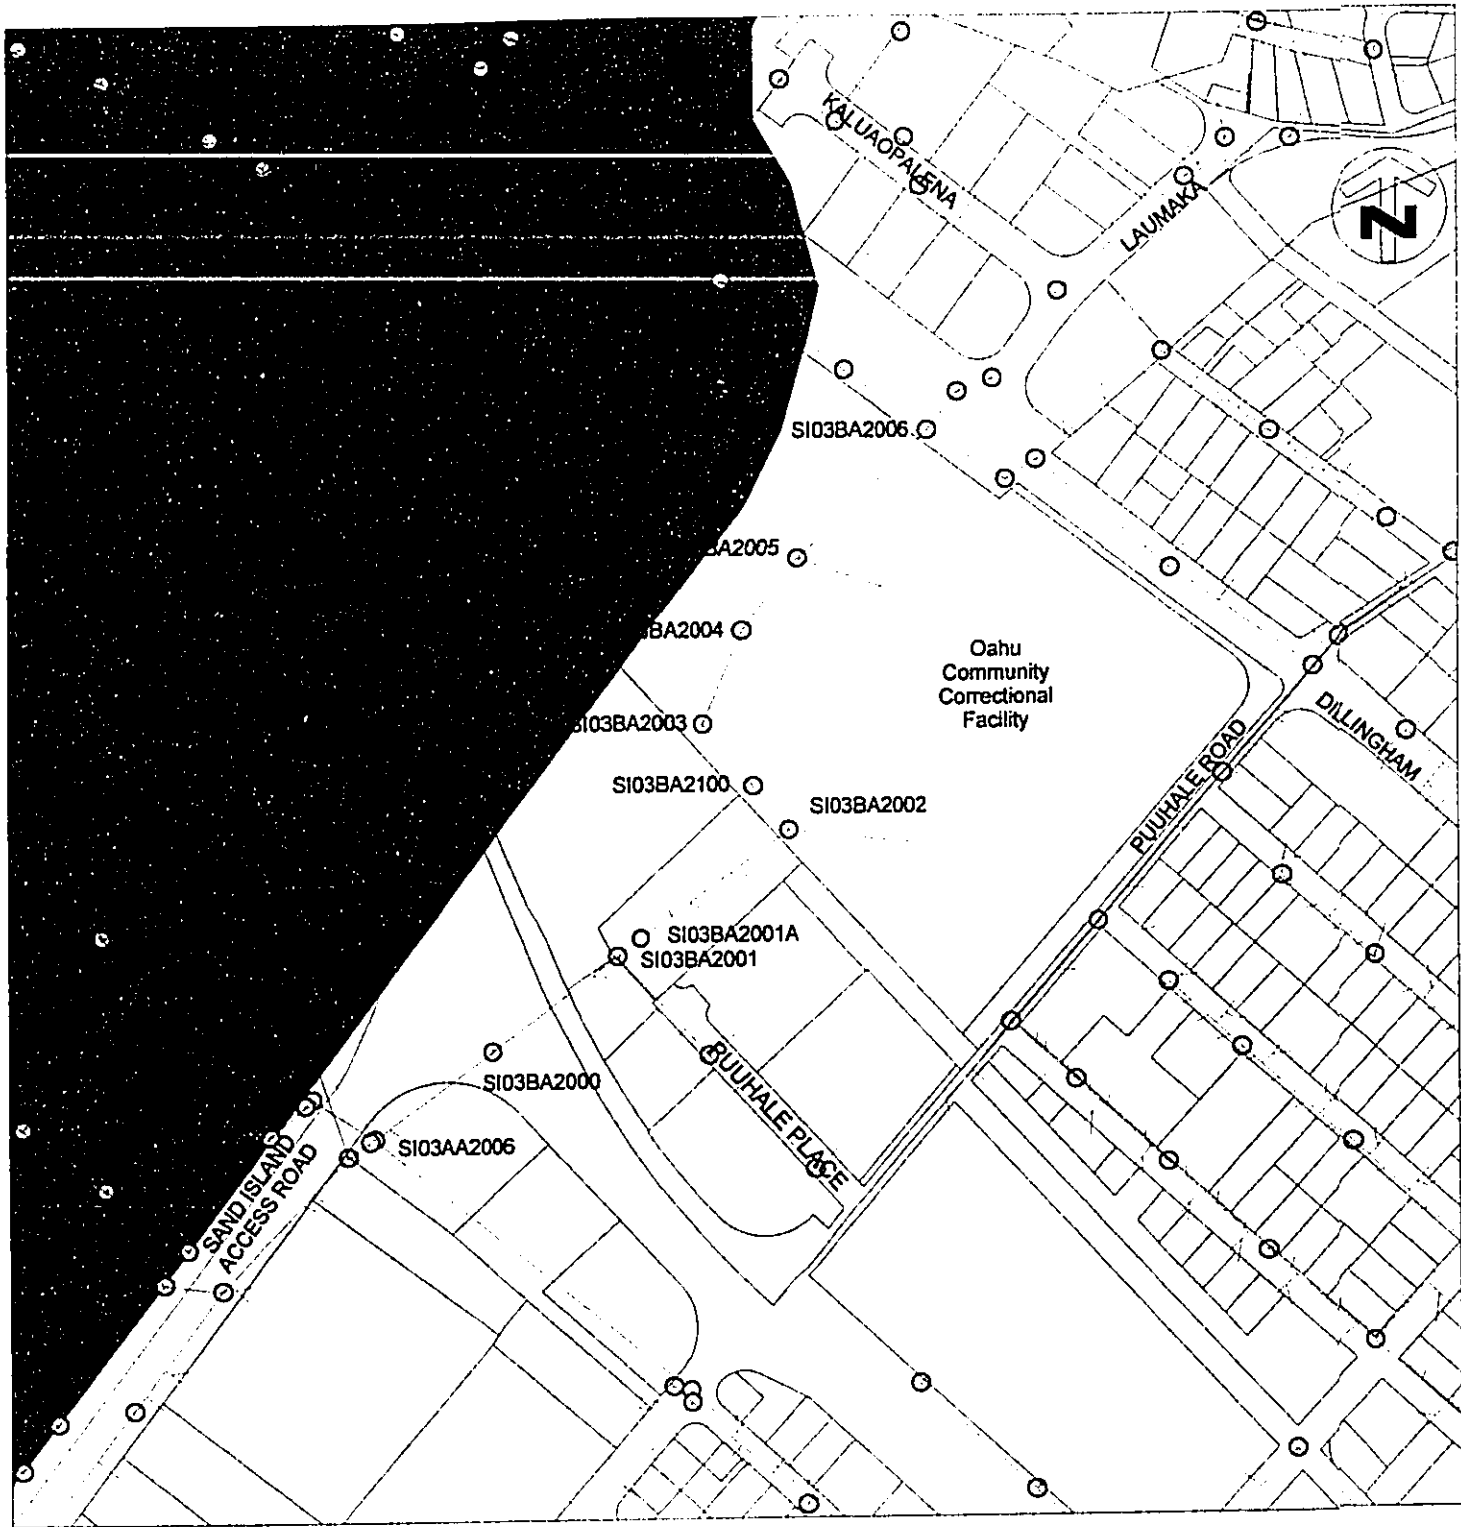 KALUAOPALENA
LAUMAKA
N
SI03BA2006
BA2005
BA2004
Oahu
Community
Correctional
Facility
SI03BA2003
DILLINGHAM
PUUHALE ROAD
SI03BA2100
SI03BA2002
SI03BA2001A
SI03BA2001
SI03BA2000
PUUHALE PLACE
SI03AA2006
SAND ISLAND
ACCESS ROAD